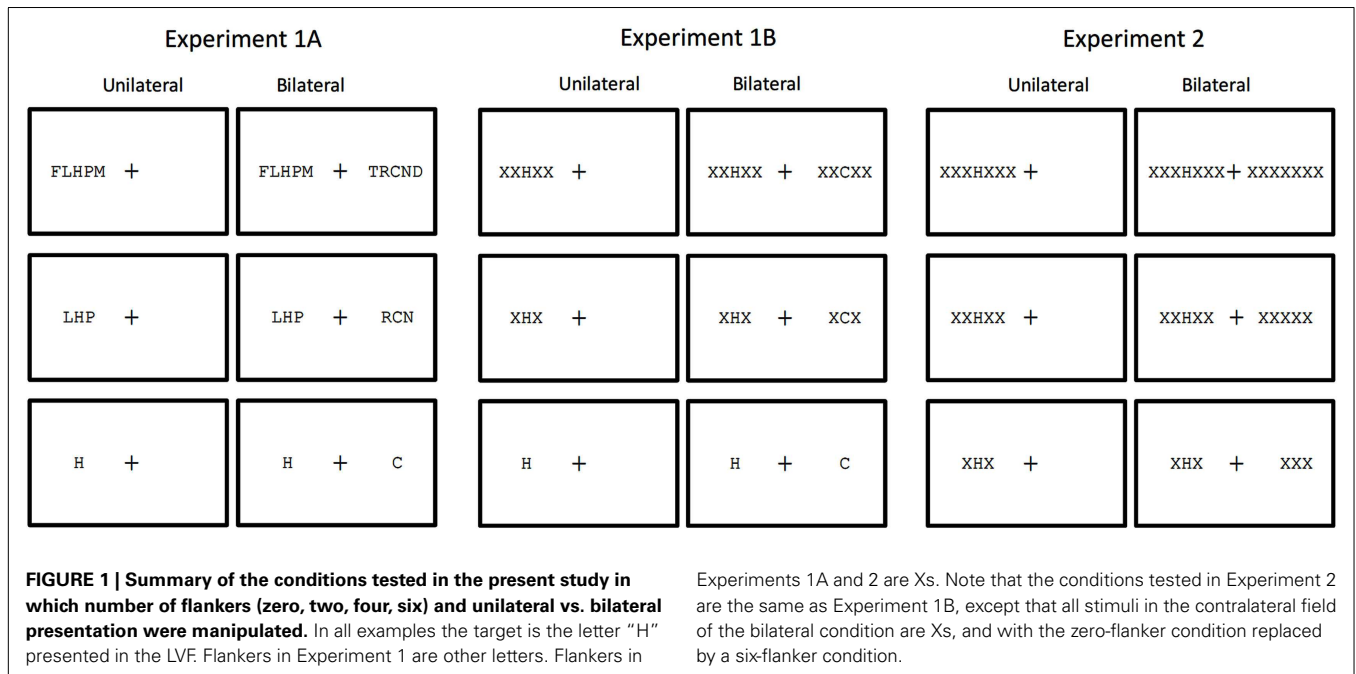 Experiment 1A Experiment 1B Experiment 2
Unilateral Bilateral Unilateral Bilateral Unilateral Bilateral
FLHPM + FLHPM + TRCND XXHXX + XXHXX + XXCXX XXXHXXX + XXXHXXX + XXXXXXX
LHP + LHP + RCN XHX + XHX + XCX XXHXX + XXHXX + XXXXX
H + H + C H + H + C XHX + XHX + XXX
FIGURE 1 | Summary of the conditions tested in the present study in
which number of flankers (zero, two, four, six) and unilateral vs. bilateral
presentation were manipulated. In all examples the target is the letter “H”
presented in the LVF. Flankers in Experiment 1 are other letters. Flankers in
Experiments 1A and 2 are Xs. Note that the conditions tested in Experiment 2
are the same as Experiment 1B, except that all stimuli in the contralateral field
of the bilateral condition are Xs, and with the zero-flanker condition replaced
by a six-flanker condition.